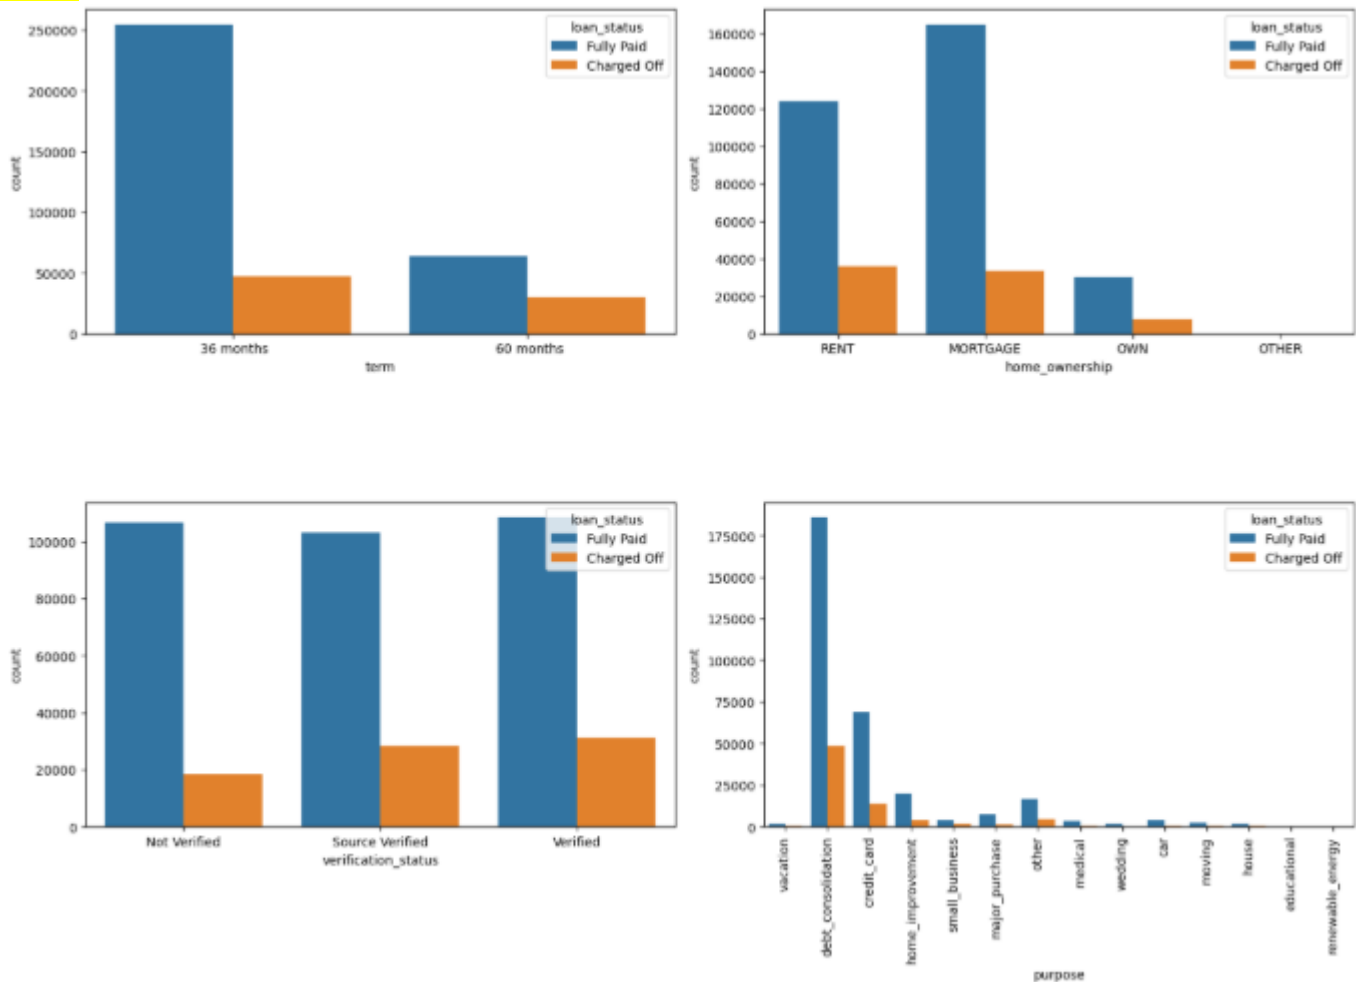 loan_status
Fully Paid
Charged Off
250000
200000
150000
100000
50000
0
count
36 months
60 months
term
loan_status
Fully Paid
Charged Off
160000
140000
120000
100000
80000
60000
40000
20000
0
count
RENT
MORTGAGE
OWN
OTHER
home_ownership
loan_status
Fully Paid
Charged Off
100000
80000
60000
40000
20000
0
count
Not Verified
Source Verified
Verified
verification_status
loan_status
Fully Paid
Charged Off
175000
150000
125000
100000
75000
50000
25000
0
count
vacation
debt_consolidation
credit_card
home_improvement
small_business
major_purchase
other
medical
wedding
car
moving
house
educational
renewable_energy
purpose